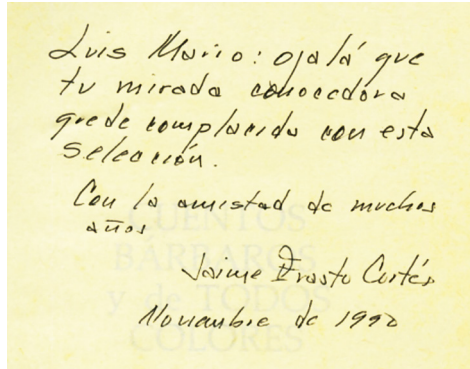 Luis Mario: ojalá que
tu mirada conocedora
quede complacida con esta
selección.
Con la amistad de muchos
años
CUENTOS
BÁRBAROS
Jaime Erasto Cortés
y de TODOS
Noviembre de 1990
COLORES